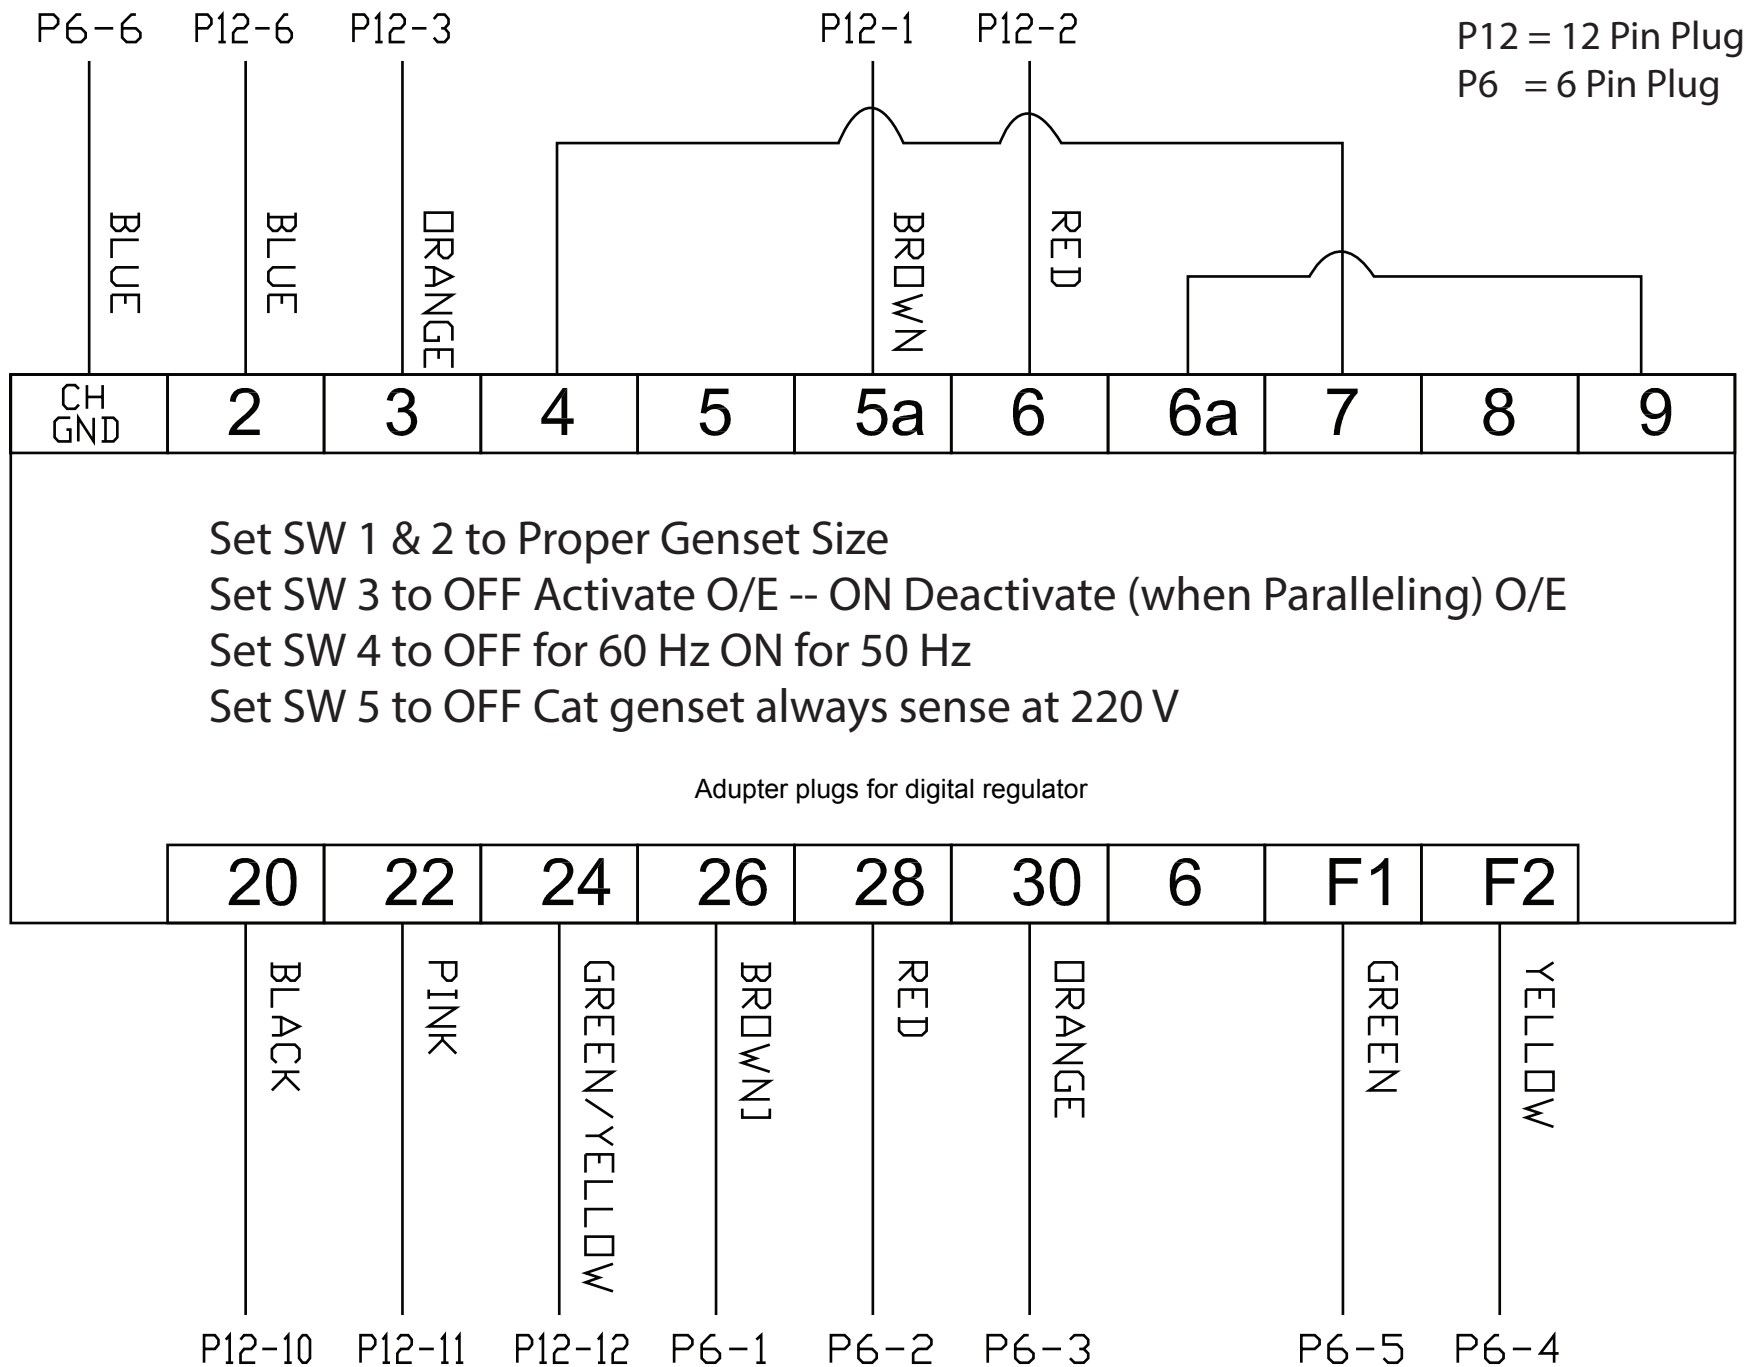 P6-6 P12-6 P12-3 P12-1 P12-2
P12 = 12 Pin Plug
P6 = 6 Pin Plug
BLUE
BLUE
ORANGE
BROWN
RED
CH GND 2 3 4 5 5a 6 6a 7 8 9
Set SW 1 & 2 to Proper Genset Size
Set SW 3 to OFF Activate O/E -- ON Deactivate (when Paralleling) O/E
Set SW 4 to OFF for 60 Hz ON for 50 Hz
Set SW 5 to OFF Cat genset always sense at 220 V
Adupter plugs for digital regulator
20 22 24 26 28 30 6 F1 F2
BLACK
PINK
GREEN/YELLOW
BROWN]
RED
ORANGE
GREEN
YELLOW
P12-10 P12-11 P12-12 P6-1 P6-2 P6-3 P6-5 P6-4